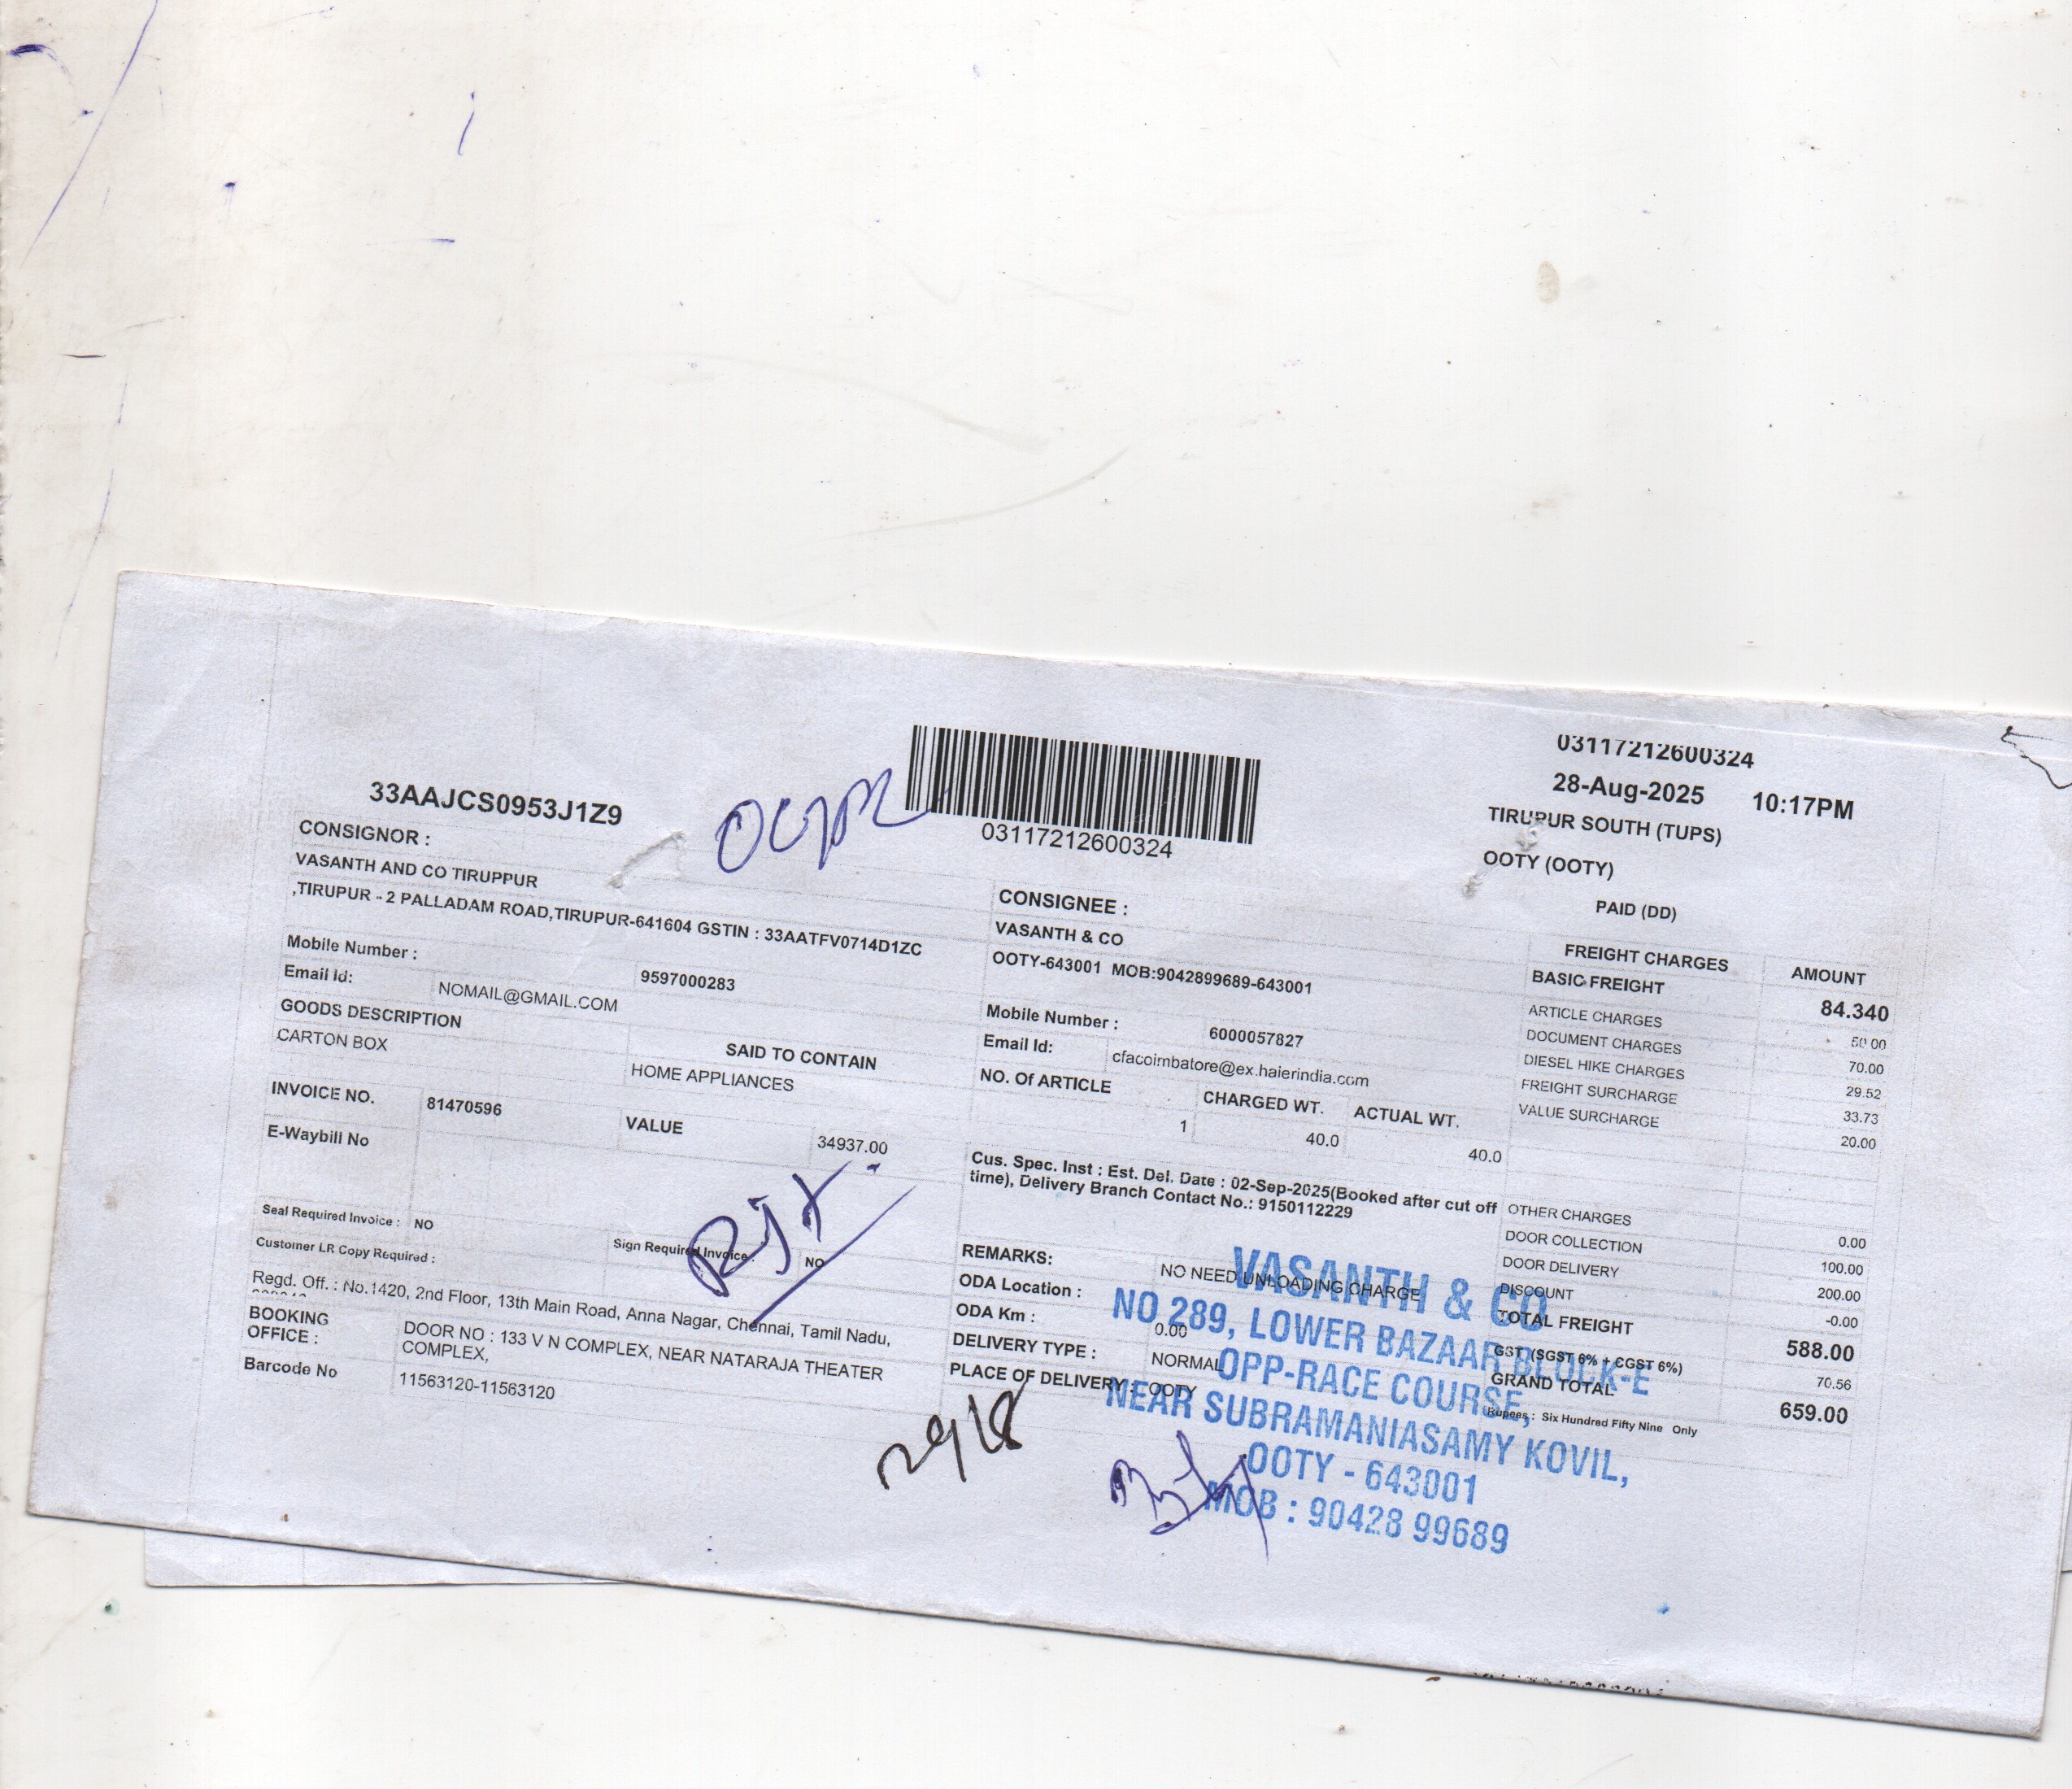 03117212600324
28-Aug-2025 10:17PM
TIRUPUR SOUTH (TUPS)
OOTY (OOTY)
PAID (DD)
33AAJCS0953J1Z9
03117212600324
CONSIGNOR :
VASANTH AND CO TIRUPPUR
,TIRUPUR - 2 PALLADAM ROAD,TIRUPUR-641604 GSTIN : 33AATFV0714D1ZC
Mobile Number : 9597000283
Email Id: NOMAIL@GMAIL.COM
GOODS DESCRIPTION SAID TO CONTAIN
CARTON BOX HOME APPLIANCES
INVOICE NO. 81470596 VALUE 34937.00
E-Waybill No
Seal Required Invoice : NO Sign Required Invoice : NO
Customer LR Copy Required :
Regd. Off. : No.1420, 2nd Floor, 13th Main Road, Anna Nagar, Chennai, Tamil Nadu,
BOOKING OFFICE : DOOR NO : 133 V N COMPLEX, NEAR NATARAJA THEATER
COMPLEX,
Barcode No 11563120-11563120
CONSIGNEE :
VASANTH & CO
OOTY-643001 MOB:9042899689-643001
Mobile Number : 6000057827
Email Id: cfacoimbatore@ex.haierindia.com
NO. Of ARTICLE CHARGED WT. ACTUAL WT.
1 40.0 40.0
Cus. Spec. Inst : Est. Del. Date : 02-Sep-2025(Booked after cut off
time), Delivery Branch Contact No.: 9150112229
REMARKS: NO NEED UNLOADING CHARGE
ODA Location :
ODA Km : 0.00
DELIVERY TYPE : NORMAL
PLACE OF DELIVERY : OOTY
FREIGHT CHARGES AMOUNT
BASIC FREIGHT 84.340
ARTICLE CHARGES 50.00
DOCUMENT CHARGES 70.00
DIESEL HIKE CHARGES 29.52
FREIGHT SURCHARGE 33.73
VALUE SURCHARGE 20.00
OTHER CHARGES 0.00
DOOR COLLECTION 100.00
DOOR DELIVERY 200.00
DISCOUNT -0.00
TOTAL FREIGHT 588.00
GST (SGST 6% + CGST 6%) 70.56
GRAND TOTAL 659.00
Rupees : Six Hundred Fifty Nine Only
VASANTH & CO
NO 289, LOWER BAZAAR BLOCK-E
OPP-RACE COURSE,
NEAR SUBRAMANIASAMY KOVIL,
OOTY - 643001
MOB : 90428 99689
29/8